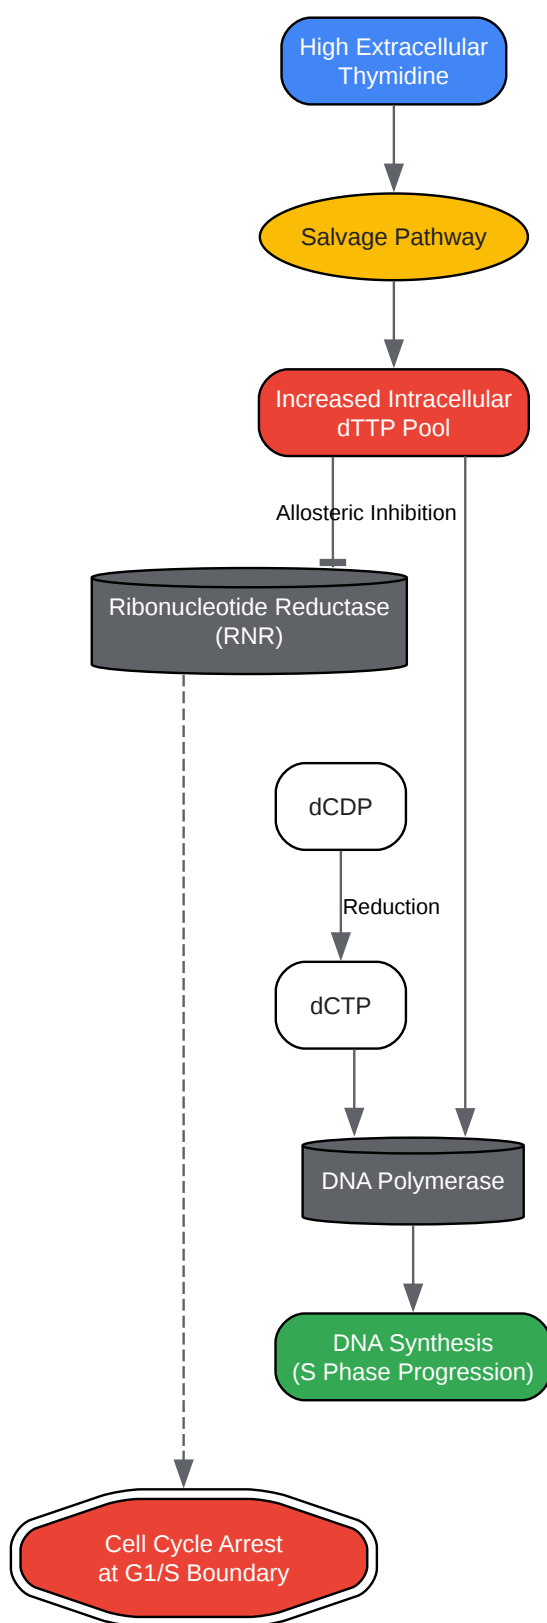 High Extracellular
Thymidine
Salvage Pathway
Increased Intracellular
dTTP Pool
Allosteric Inhibition
Ribonucleotide Reductase
(RNR)
dCDP
Reduction
dCTP
DNA Polymerase
DNA Synthesis
(S Phase Progression)
Cell Cycle Arrest
at G1/S Boundary